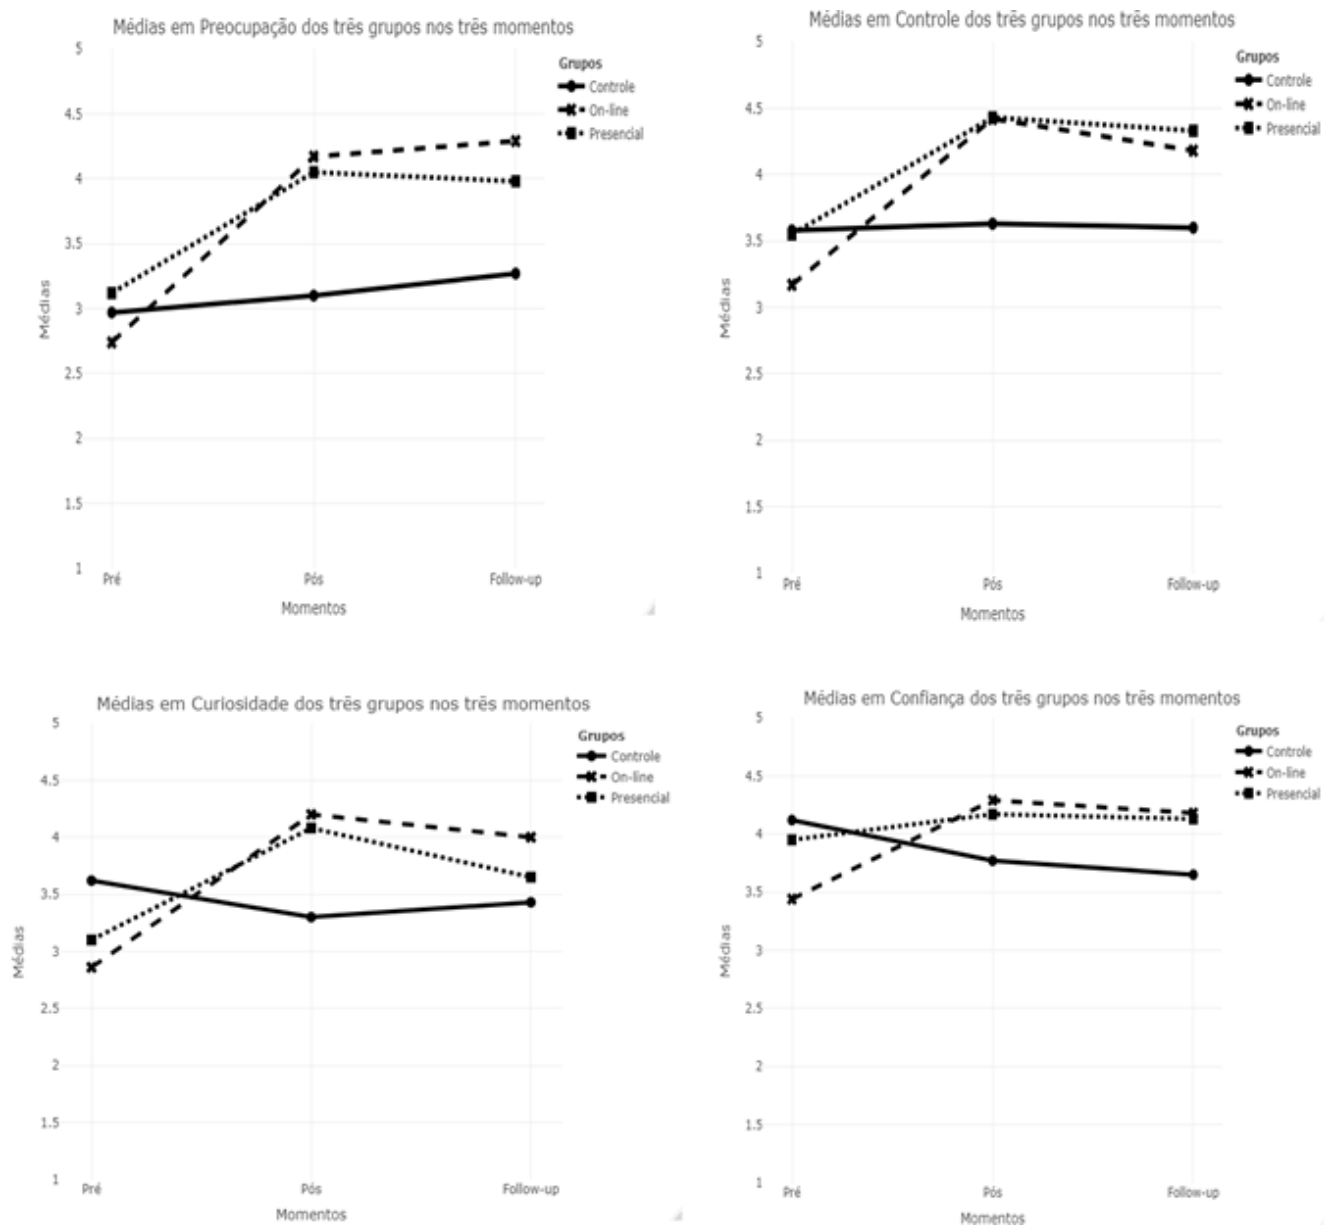 Médias em Preocupação dos três grupos nos três momentos
5
4.5
4
3.5
3
2.5
2
1.5
1
Médias
Pré
Pós
Follow-up
Momentos
Grupos
Controle
On-line
Presencial
Médias em Controle dos três grupos nos três momentos
5
4.5
4
3.5
3
2.5
2
1.5
1
Médias
Pré
Pós
Follow-up
Momentos
Grupos
Controle
On-line
Presencial
Médias em Curiosidade dos três grupos nos três momentos
5
4.5
4
3.5
3
2.5
2
1.5
1
Médias
Pré
Pós
Follow-up
Momentos
Grupos
Controle
On-line
Presencial
Médias em Confiança dos três grupos nos três momentos
5
4.5
4
3.5
3
2.5
2
1.5
1
Médias
Pré
Pós
Follow-up
Momentos
Grupos
Controle
On-line
Presencial